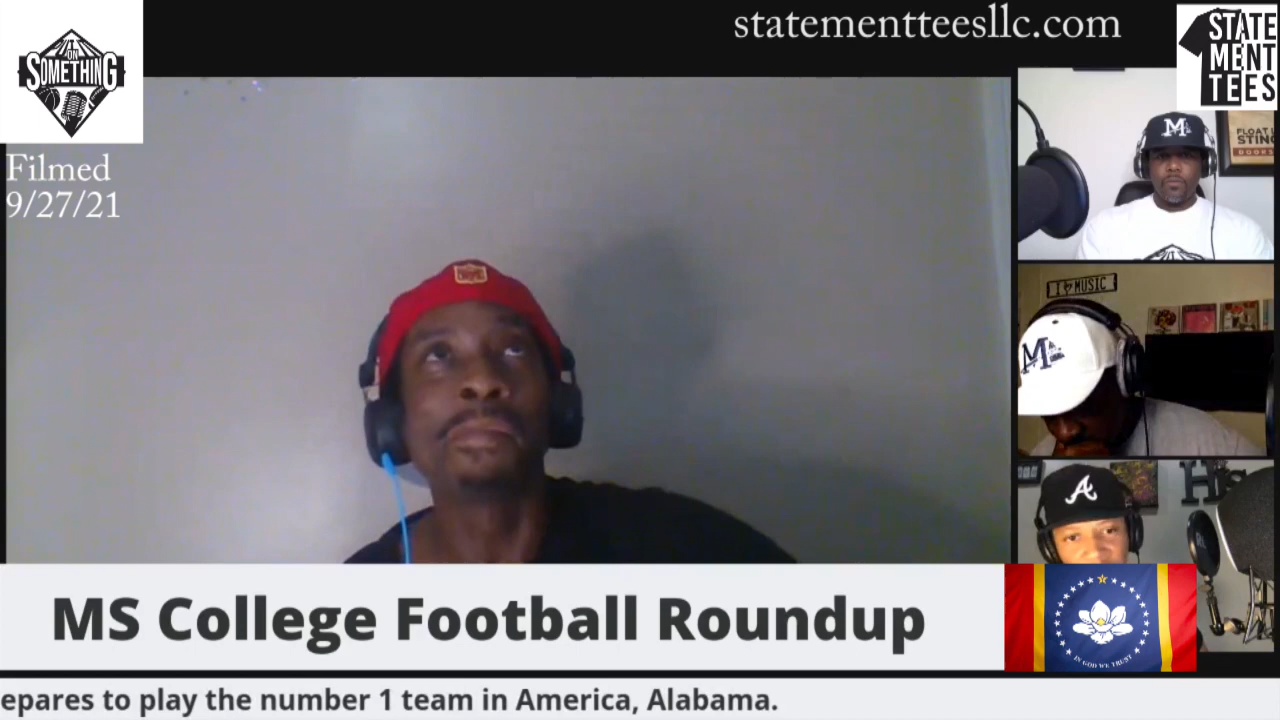 statementteesllc.com
I ON
SOMETHING
STATE
MENT
TEES
Filmed
9/27/21
M
FLOAT L
STING
I ♥ MUSIC
M
A
MS College Football Roundup
IN GOD WE TRUST
epares to play the number 1 team in America, Alabama.